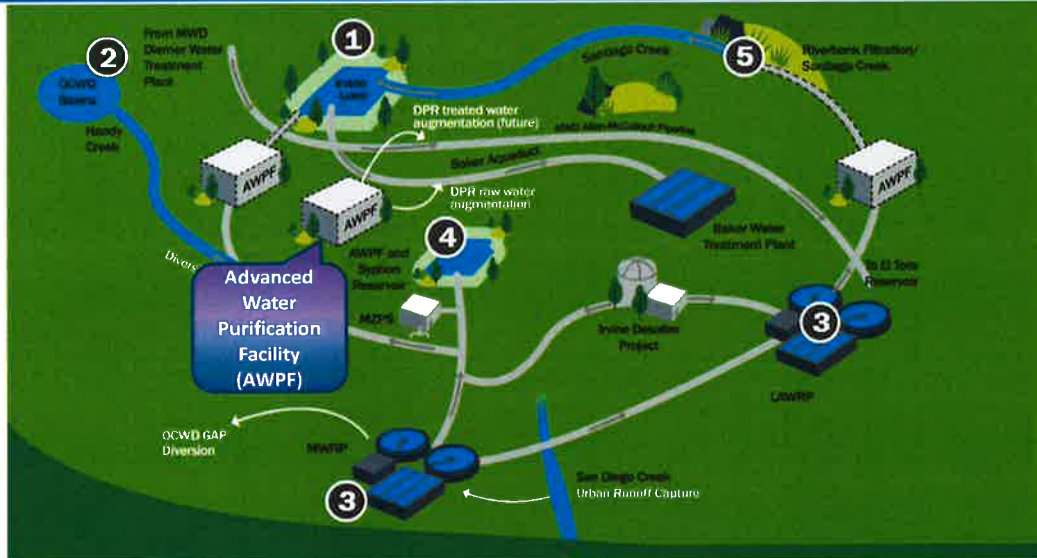 From MWD
Diemer Water
Treatment
Plant
1
2
OCWD
Basins
Handy
Creek
Santiago Creek
5
Riverbank Filtration/
Santiago Creek
DPR treated water
augmentation (future)
Baker Aqueduct
DPR raw water
augmentation
AWPF
AWPF
AWPF
Baker Water
Treatment Plant
4
AWPF and
Syphon
Reservoir
MZPS
Irvine Desalter
Project
To El Toro
Reservoir
3
LAWRP
Advanced
Water
Purification
Facility
(AWPF)
OCWD GAP
Diversion
MWRP
3
San Diego Creek
Urban Runoff Capture